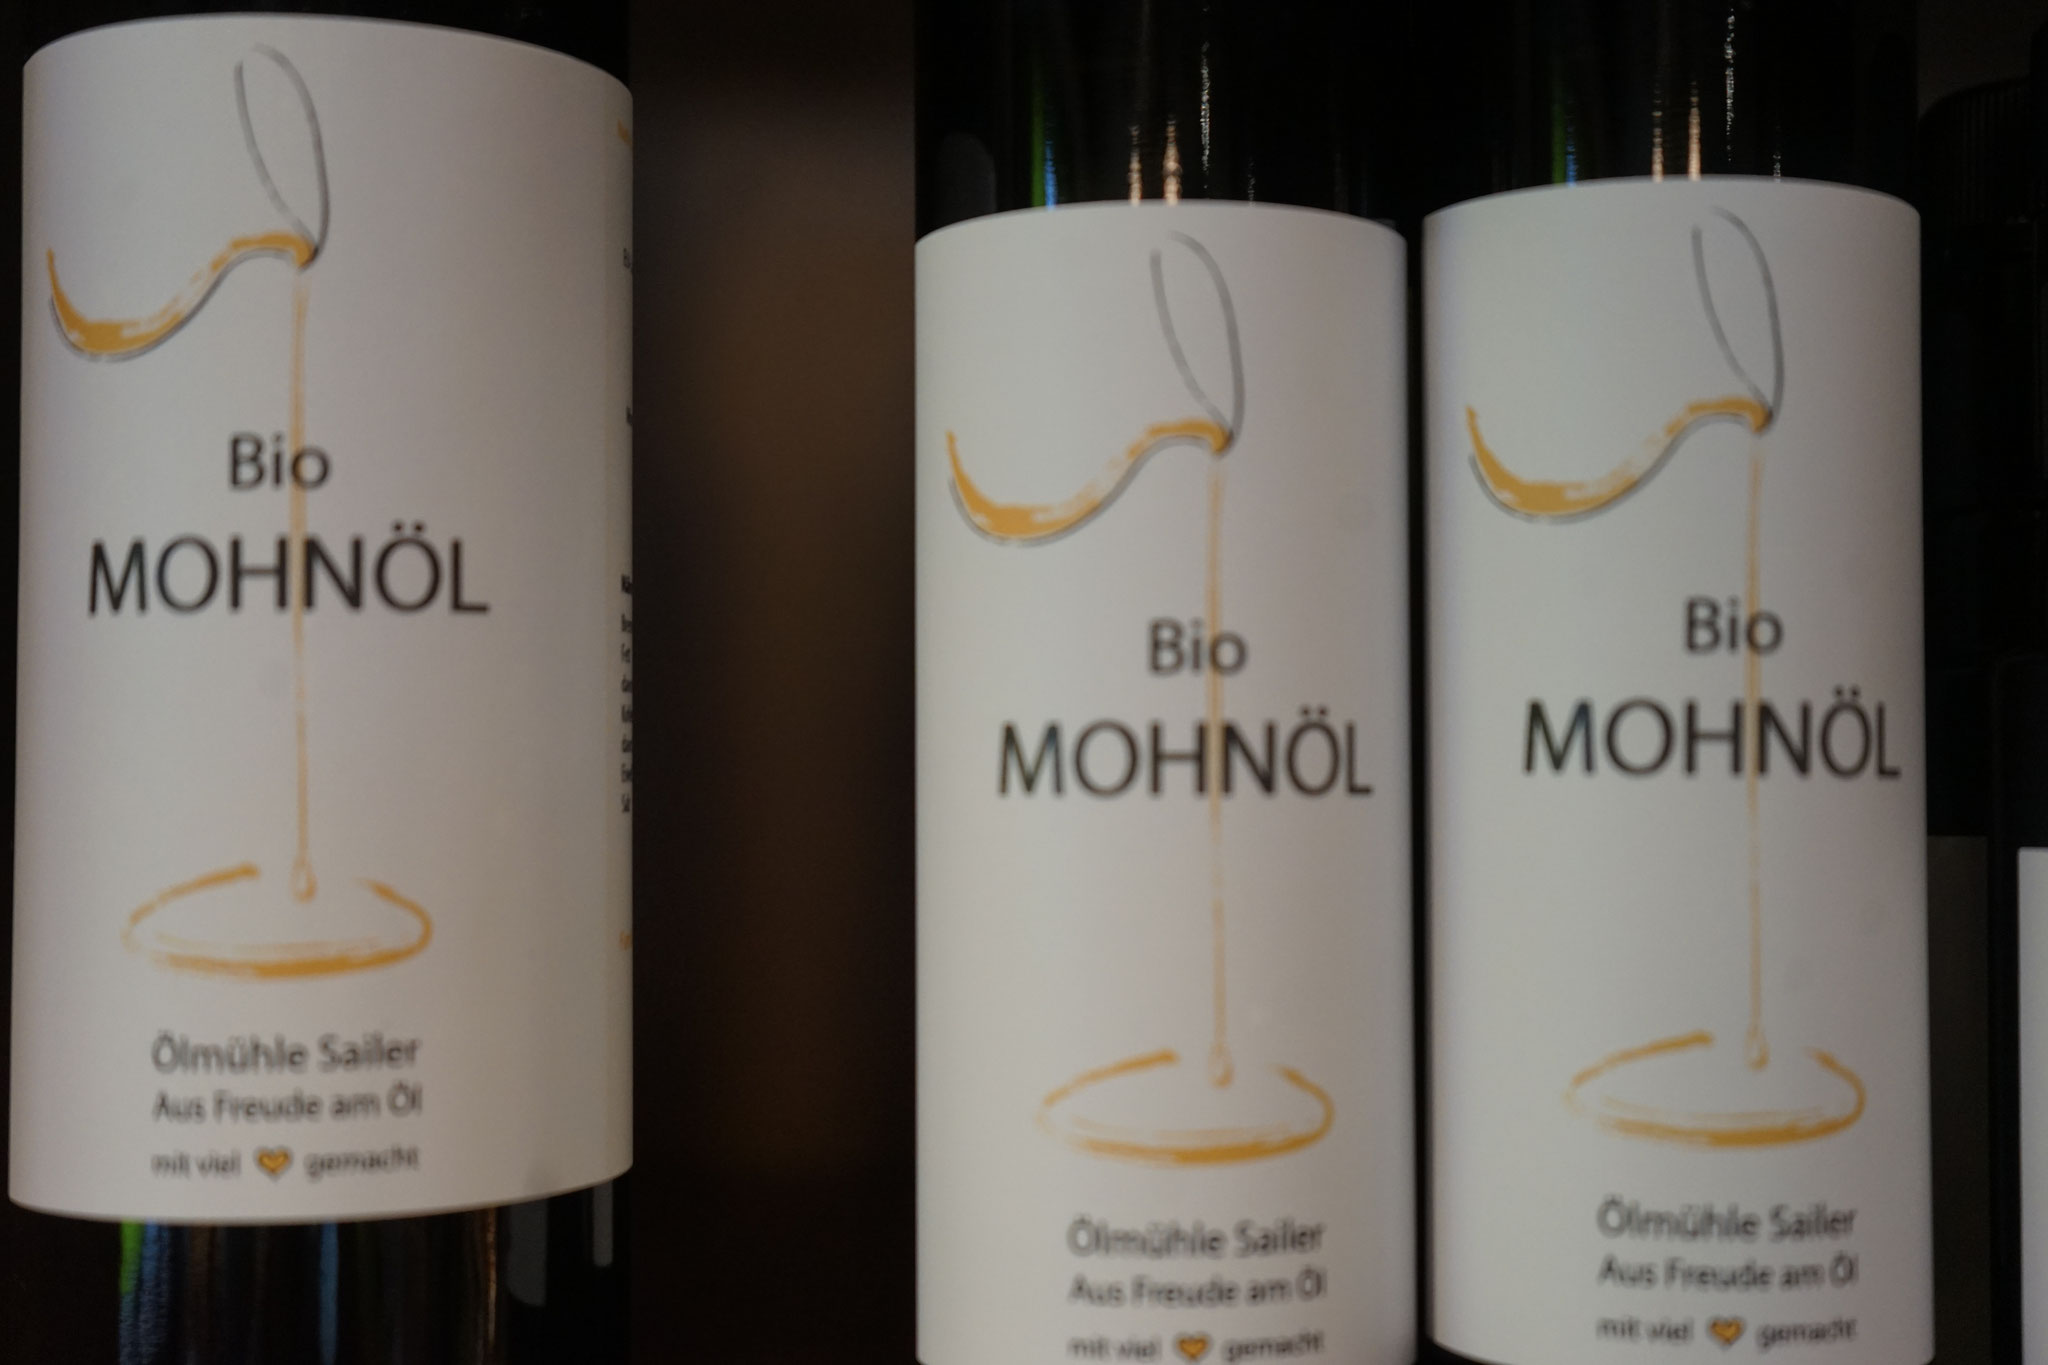 Bio
MOHNÖL
Ölmühle Sailer
Aus Freude am Öl
mit viel gemacht
Bio
MOHNÖL
Ölmühle Sailer
Aus Freude am Öl
mit viel gemacht
Bio
MOHNÖL
Ölmühle Sailer
Aus Freude am Öl
mit viel gemacht